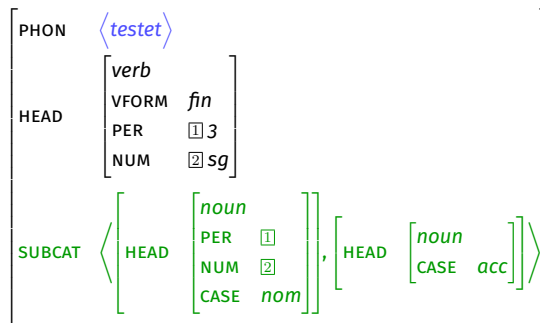 PHON ⟨testet⟩
verb
VFORM fin
HEAD
PER 1 3
NUM 2 sg
noun
PER 1 noun
SUBCAT ⟨ HEAD , HEAD ⟩
NUM 2 CASE acc
CASE nom